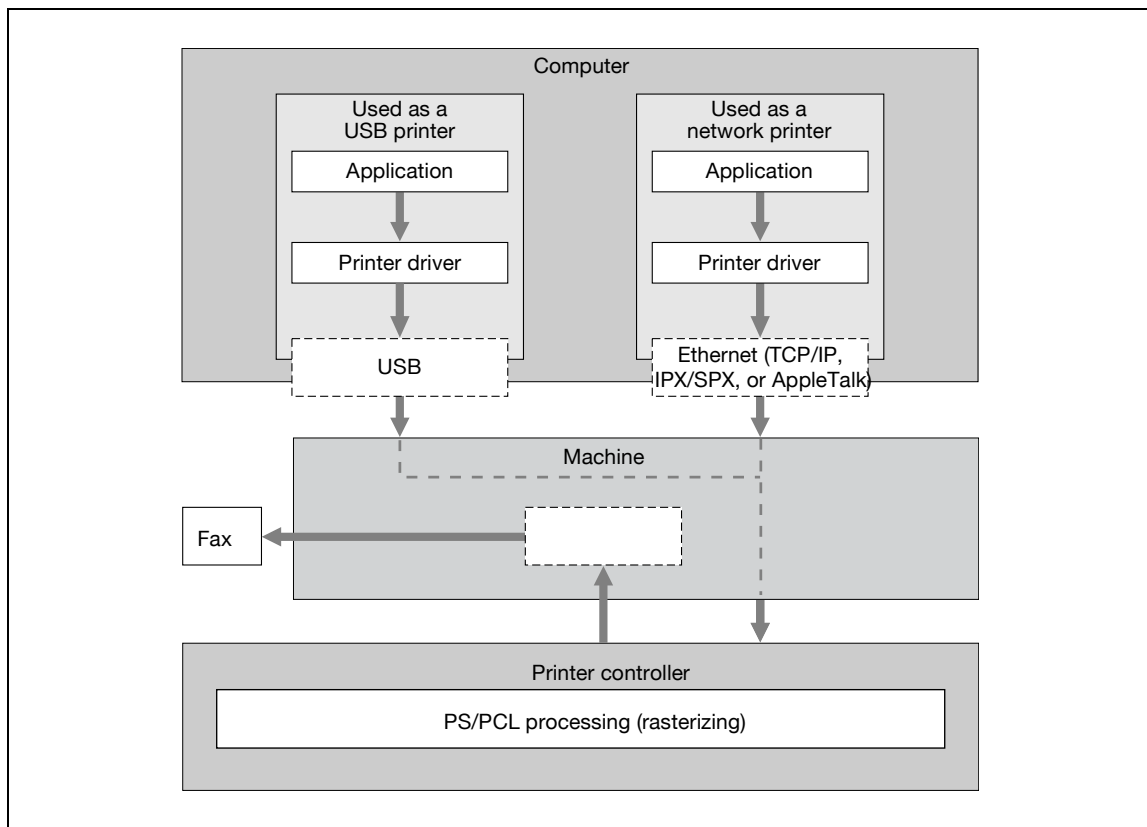 Computer
Used as a
USB printer
Application
Printer driver
USB
Used as a
network printer
Application
Printer driver
Ethernet (TCP/IP,
IPX/SPX, or AppleTalk)
Machine
Fax
Printer controller
PS/PCL processing (rasterizing)